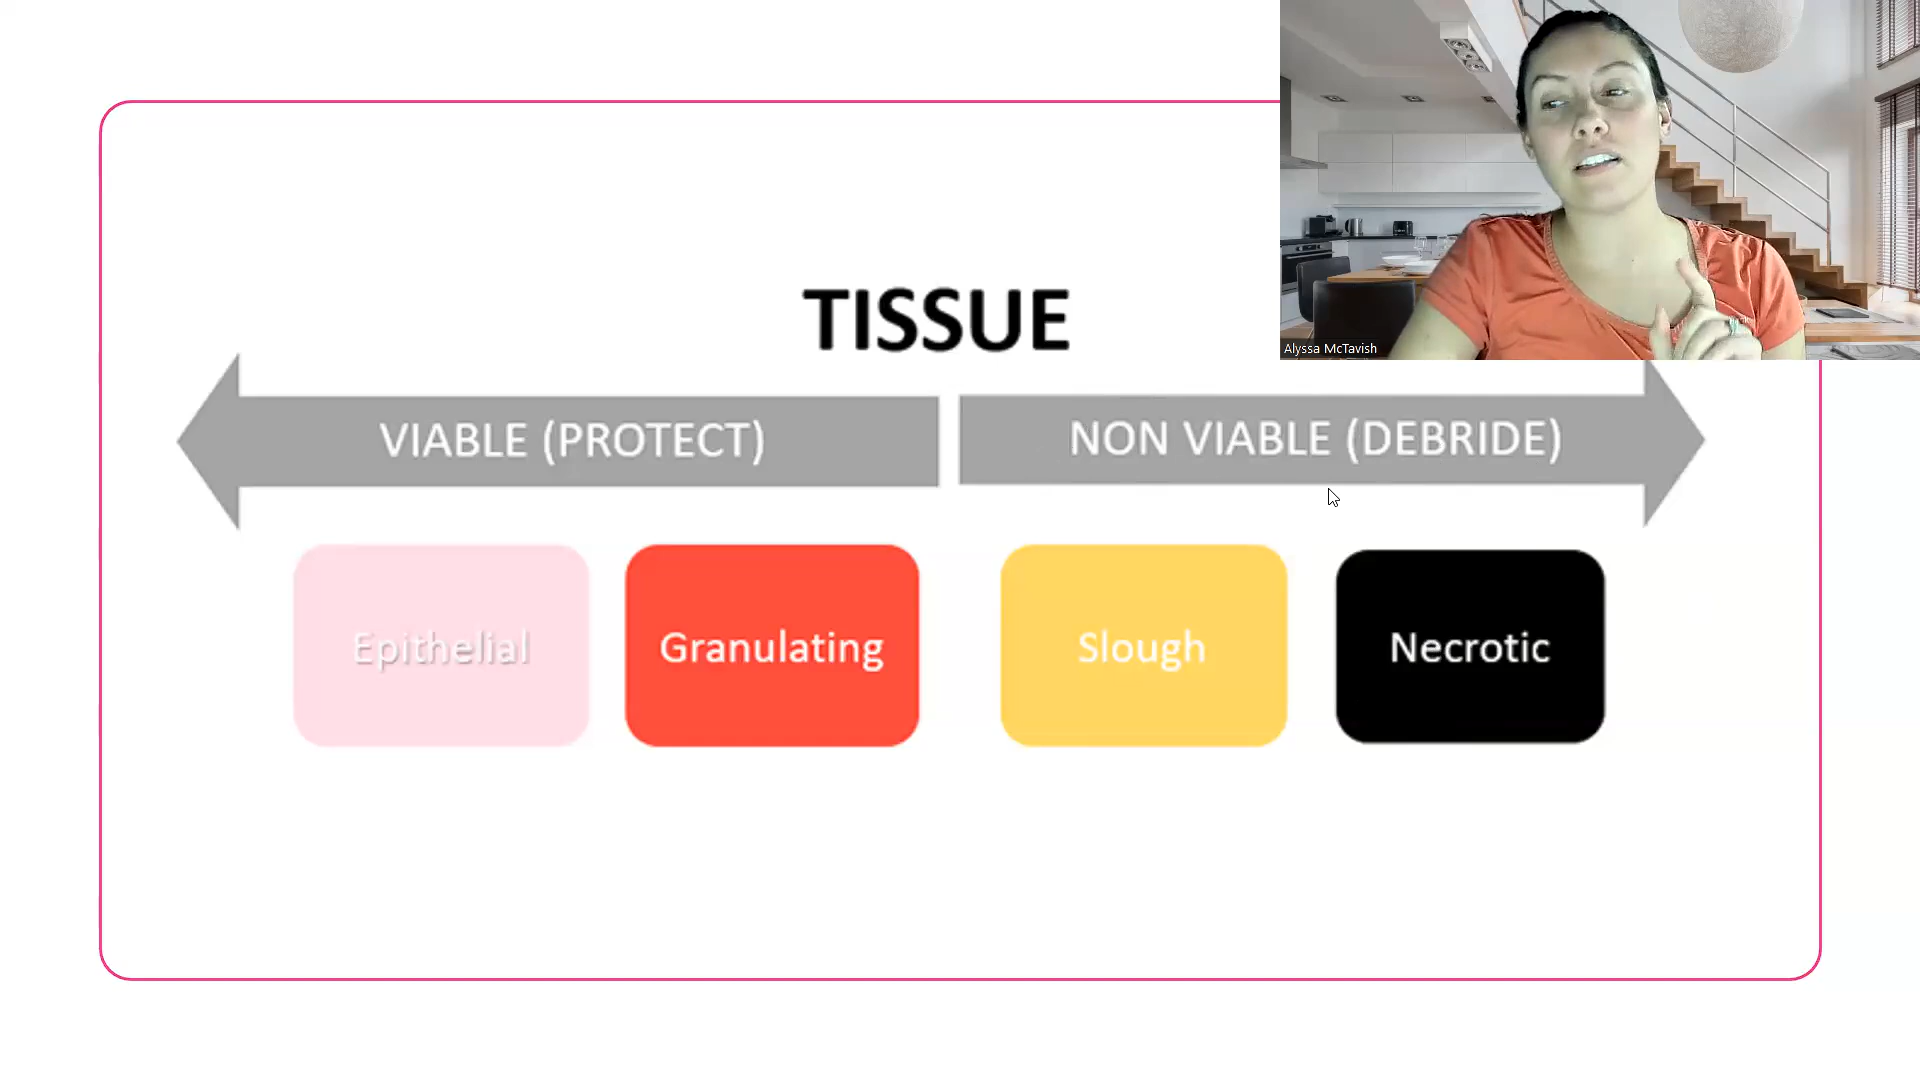 Alyssa McTavish
TISSUE
VIABLE (PROTECT)
NON VIABLE (DEBRIDE)
Epithelial
Granulating
Slough
Necrotic